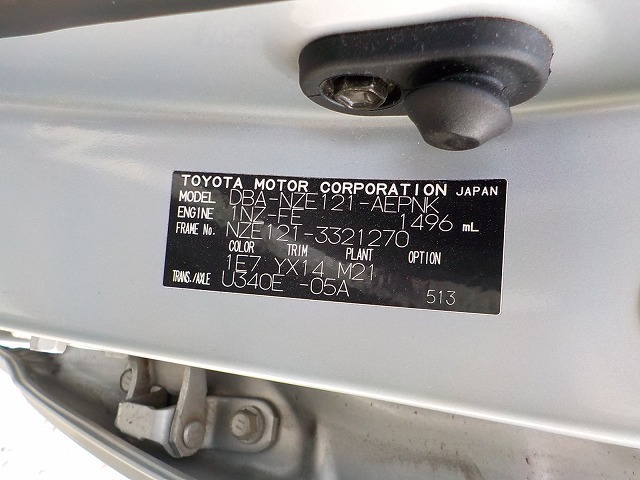 TOYOTA MOTOR CORPORATION JAPAN
MODEL DBA-NZE121-AEPNK
ENGINE 1NZ-FE 1496 mL
FRAME No. NZE121-3321270
COLOR TRIM PLANT OPTION
1E7 YX14 M21
TRANS./AXLE U340E -05A
513